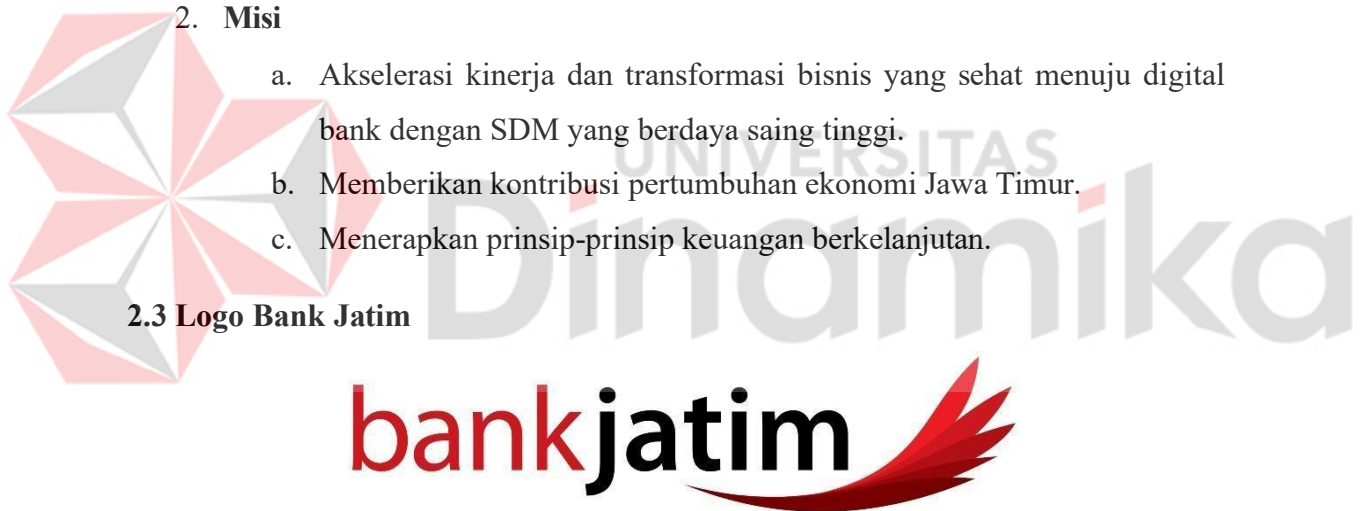 2. Misi
a. Akselerasi kinerja dan transformasi bisnis yang sehat menuju digital
bank dengan SDM yang berdaya saing tinggi.
b. Memberikan kontribusi pertumbuhan ekonomi Jawa Timur.
c. Menerapkan prinsip-prinsip keuangan berkelanjutan.
UNIVERSITAS
Dinamika
2.3 Logo Bank Jatim
bankjatim